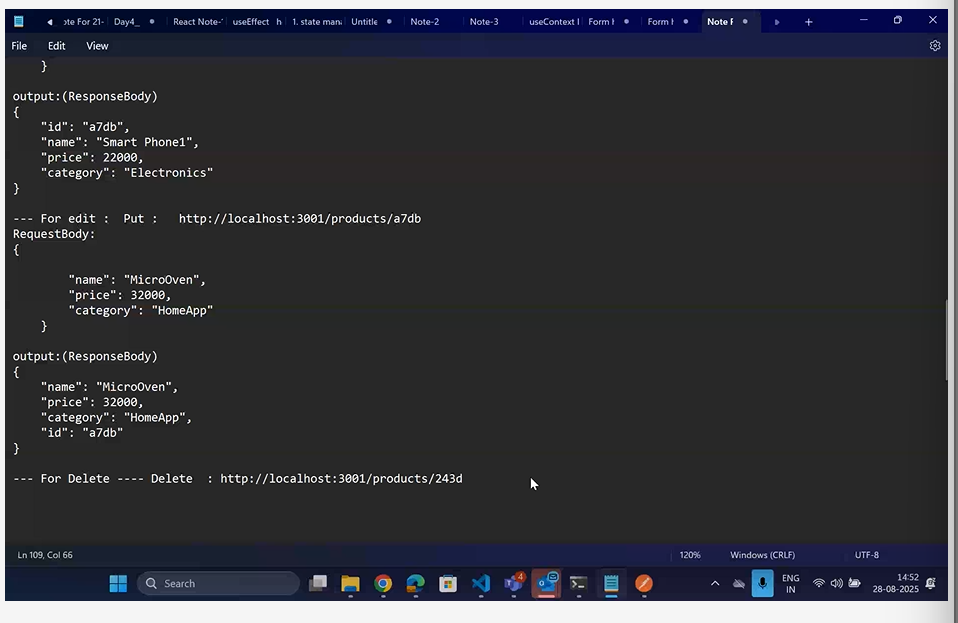 ote For 21- Day4_ React Note- useEffect h 1. state man Untitle Note-2 Note-3 useContext Form Form Note F
File Edit View
}
output:(ResponseBody)
{
"id": "a7db",
"name": "Smart Phone1",
"price": 22000,
"category": "Electronics"
}
--- For edit :  Put :   http://localhost:3001/products/a7db
RequestBody:
{
"name": "MicroOven",
"price": 32000,
"category": "HomeApp"
}
output:(ResponseBody)
{
"name": "MicroOven",
"price": 32000,
"category": "HomeApp",
"id": "a7db"
}
--- For Delete ---- Delete  : http://localhost:3001/products/243d
Ln 109, Col 66 120% Windows (CRLF) UTF-8
Search 4 ENG 14:52
IN 28-08-2025